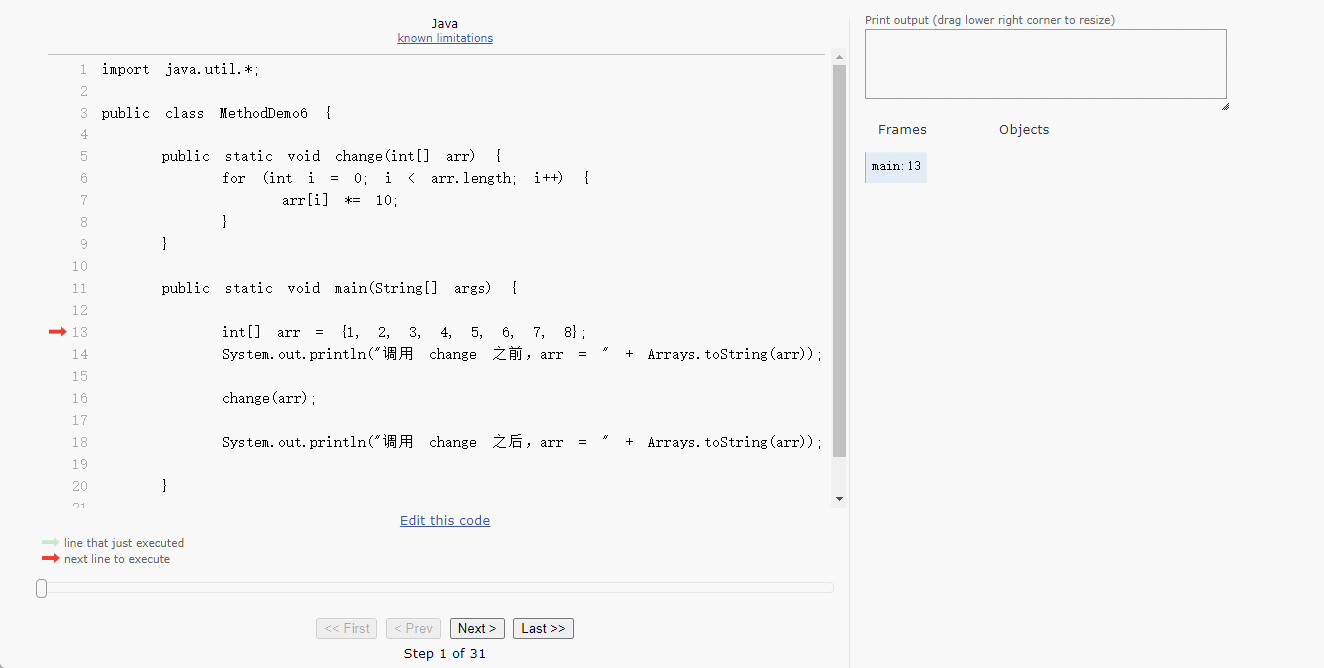 Java
known limitations
1 import java.util.*;
2
3 public class MethodDemo6 {
4
5 public static void change(int[] arr) {
6 for (int i = 0; i < arr.length; i++) {
7 arr[i] *= 10;
8 }
9 }
10
11 public static void main(String[] args) {
12
13 int[] arr = {1, 2, 3, 4, 5, 6, 7, 8};
14 System.out.println("调用 change 之前,arr = " + Arrays.toString(arr));
15
16 change(arr);
17
18 System.out.println("调用 change 之后,arr = " + Arrays.toString(arr));
19
20 }
21
Edit this code
line that just executed
next line to execute
<< First < Prev Next > Last >>
Step 1 of 31
Print output (drag lower right corner to resize)
Frames Objects
main:13